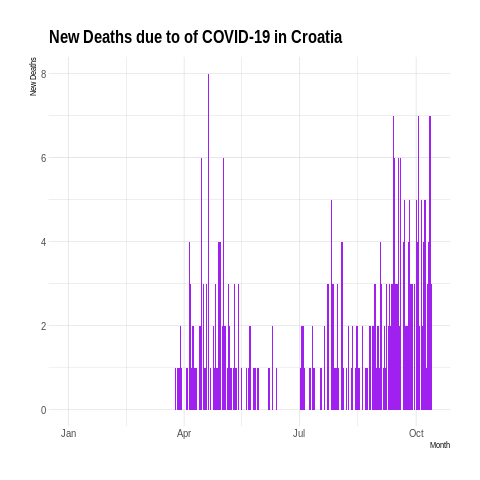 New Deaths due to of COVID-19 in Croatia
New Deaths
8
6
4
2
0
Jan Apr Jul Oct
Month